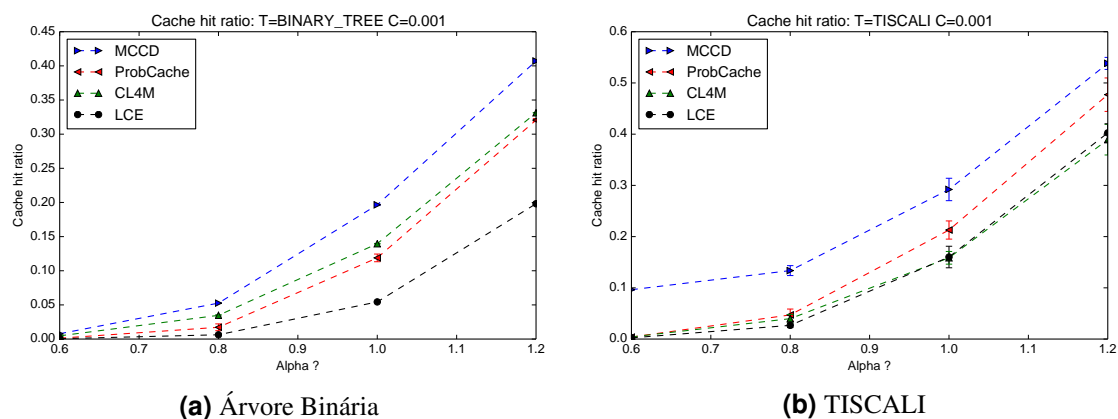 Cache hit ratio: T=BINARY_TREE C=0.001
MCCD
ProbCache
CL4M
LCE
Cache hit ratio
0.45
0.40
0.35
0.30
0.25
0.20
0.15
0.10
0.05
0.00
0.6 0.7 0.8 0.9 1.0 1.1 1.2
Alpha ?
(a) Árvore Binária
Cache hit ratio: T=TISCALI C=0.001
MCCD
ProbCache
CL4M
LCE
Cache hit ratio
0.6
0.5
0.4
0.3
0.2
0.1
0.0
0.6 0.7 0.8 0.9 1.0 1.1 1.2
Alpha ?
(b) TISCALI